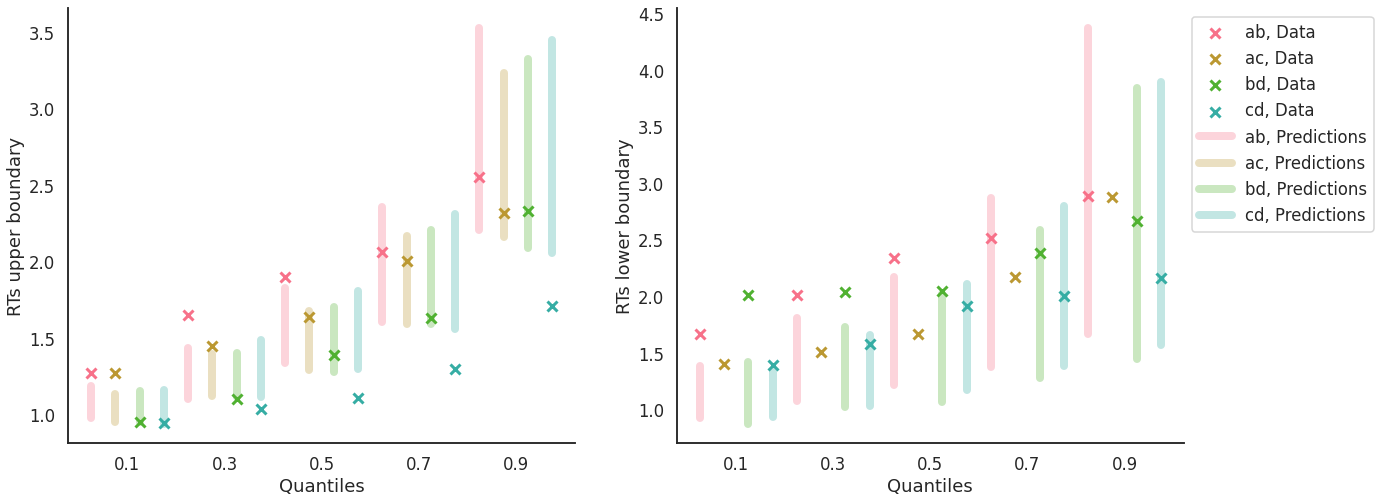 RTs upper boundary
3.5
3.0
2.5
2.0
1.5
1.0
0.1 0.3 0.5 0.7 0.9
Quantiles
RTs lower boundary
4.5
4.0
3.5
3.0
2.5
2.0
1.5
1.0
0.1 0.3 0.5 0.7 0.9
Quantiles
ab, Data
ac, Data
bd, Data
cd, Data
ab, Predictions
ac, Predictions
bd, Predictions
cd, Predictions